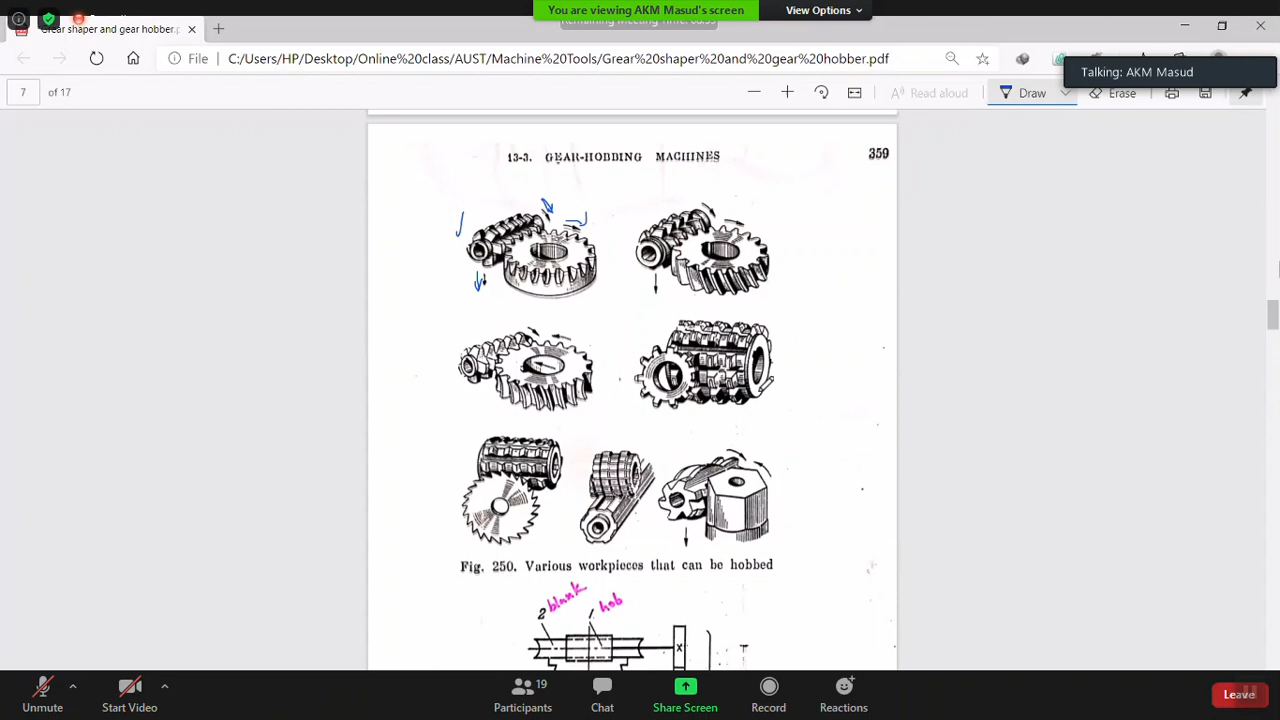 You are viewing AKM Masud's screen
View Options
Gear shaper and gear hobber.p
File
C:/Users/HP/Desktop/Online%20class/AUST/Machine%20Tools/Grear%20shaper%20and%20gear%20hobber.pdf
Talking: AKM Masud
7 of 17
Read aloud
Draw
Erase
13-3. GEAR-HOBBING MACHINES 359
Fig. 250. Various workpieces that can be hobbed
2 blank 1 hob
x
Unmute
Start Video
Participants 19
Chat
Share Screen
Record
Reactions
Leave